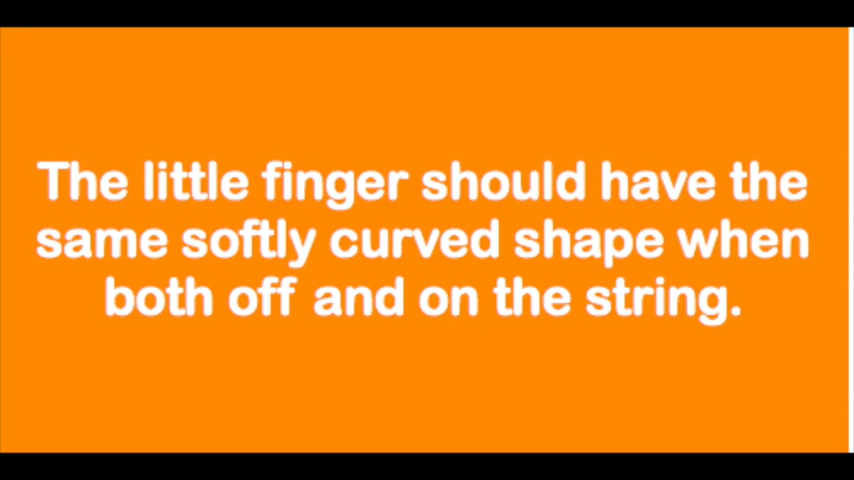 The little finger should have the
same softly curved shape when
both off and on the string.